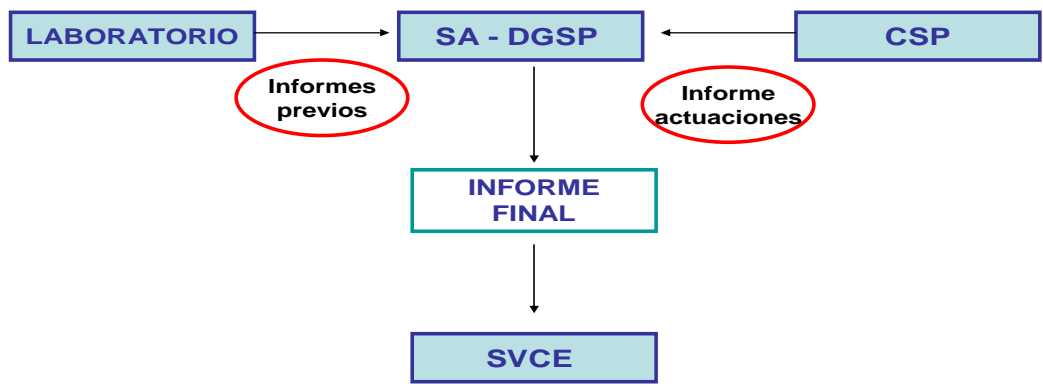 LABORATORIO
SA - DGSP
CSP
Informes
previos
Informe
actuaciones
INFORME
FINAL
SVCE